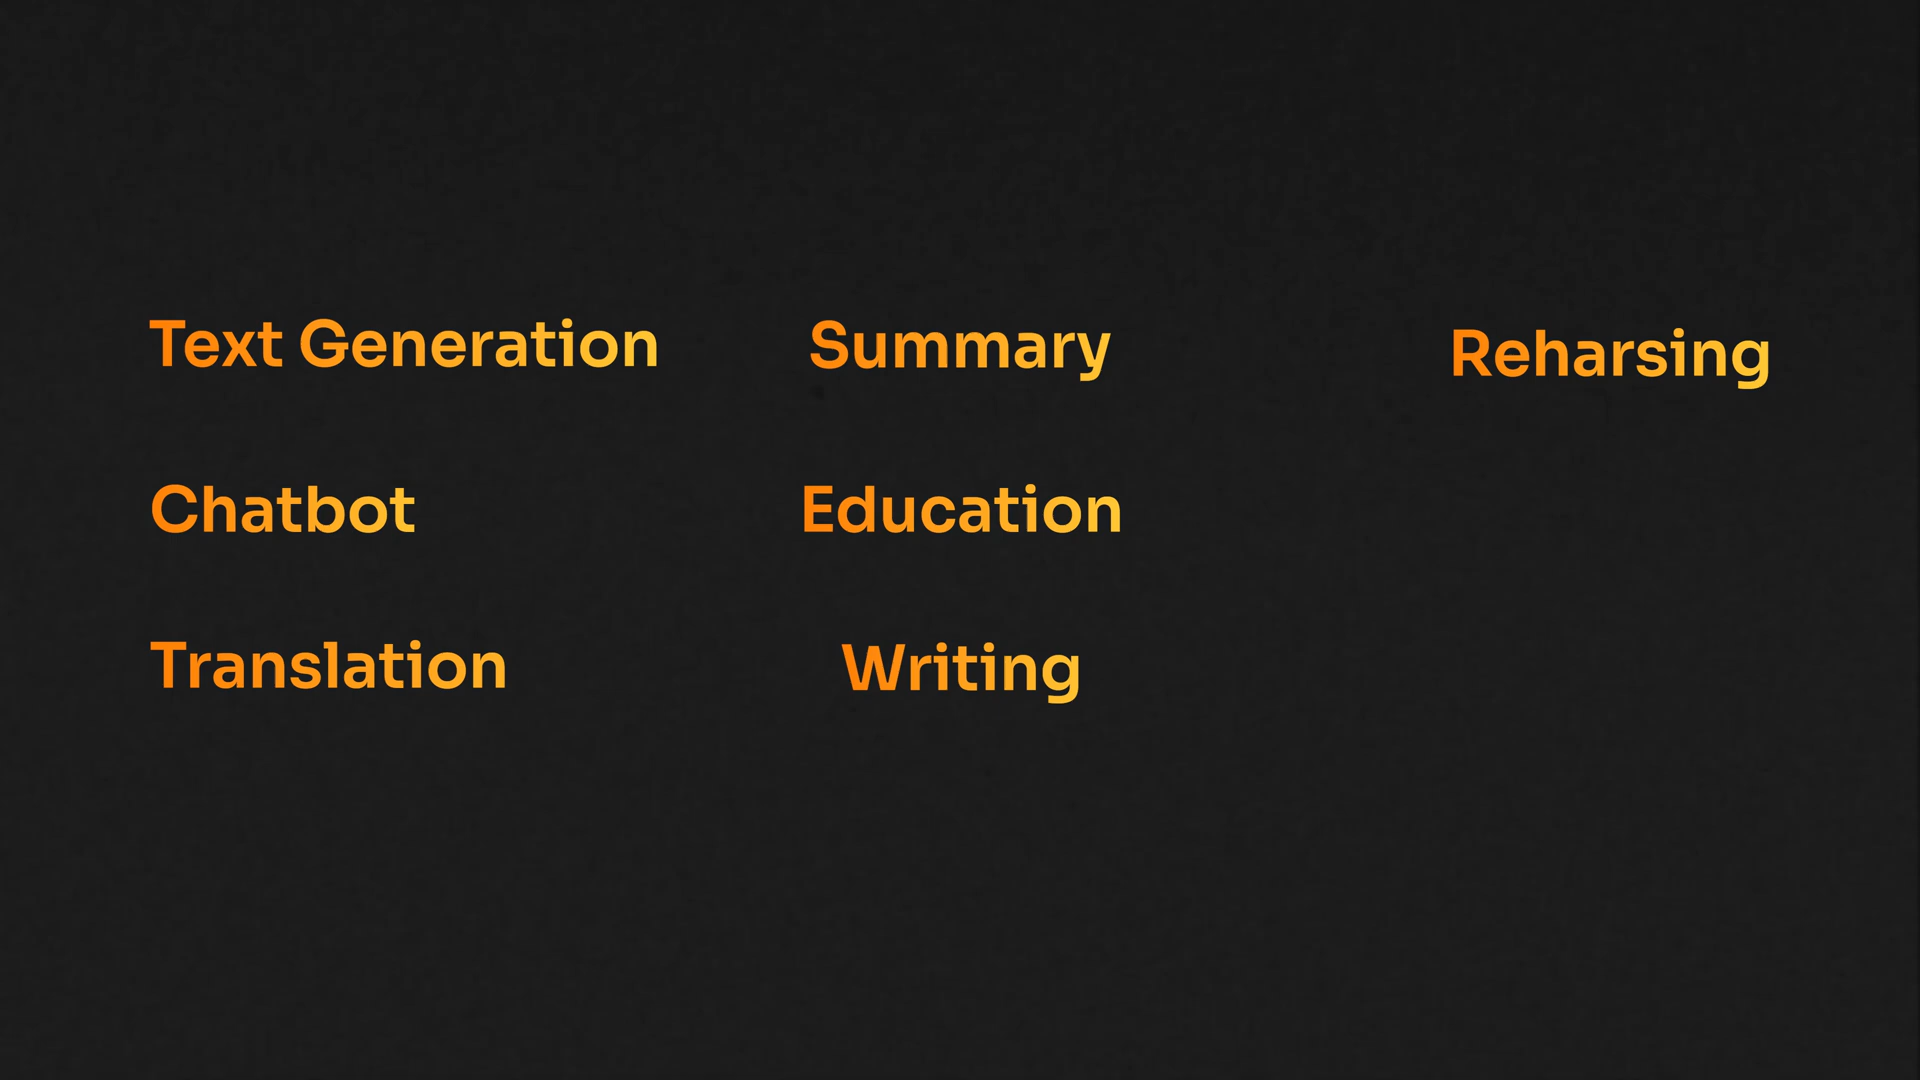 Text Generation
Summary
Reharsing
Chatbot
Education
Translation
Writing